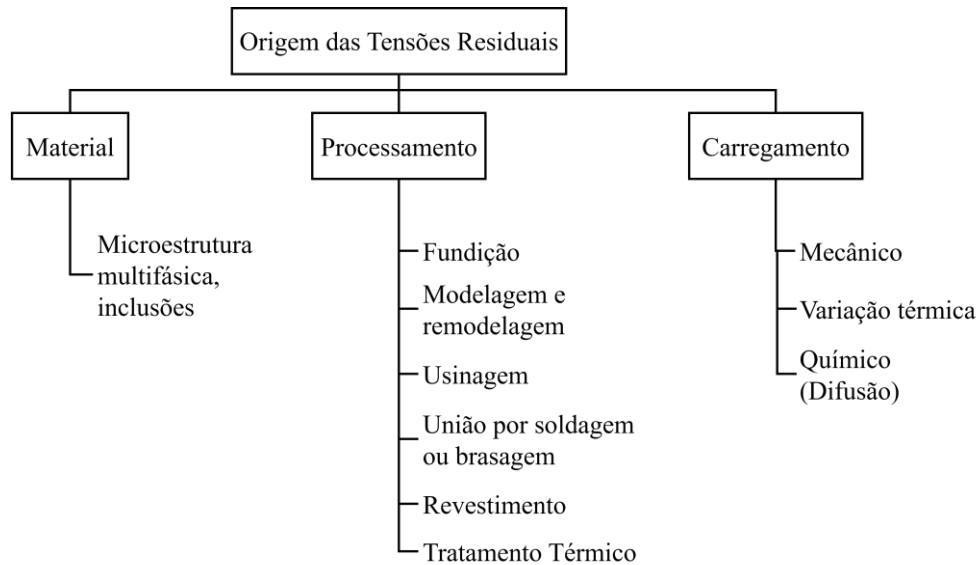 Origem das Tensões Residuais
Material
Processamento
Carregamento
Microestrutura
multifásica,
inclusões
Fundição
Modelagem e
remodelagem
Usinagem
União por soldagem
ou brasagem
Revestimento
Tratamento Térmico
Mecânico
Variação térmica
Químico
(Difusão)